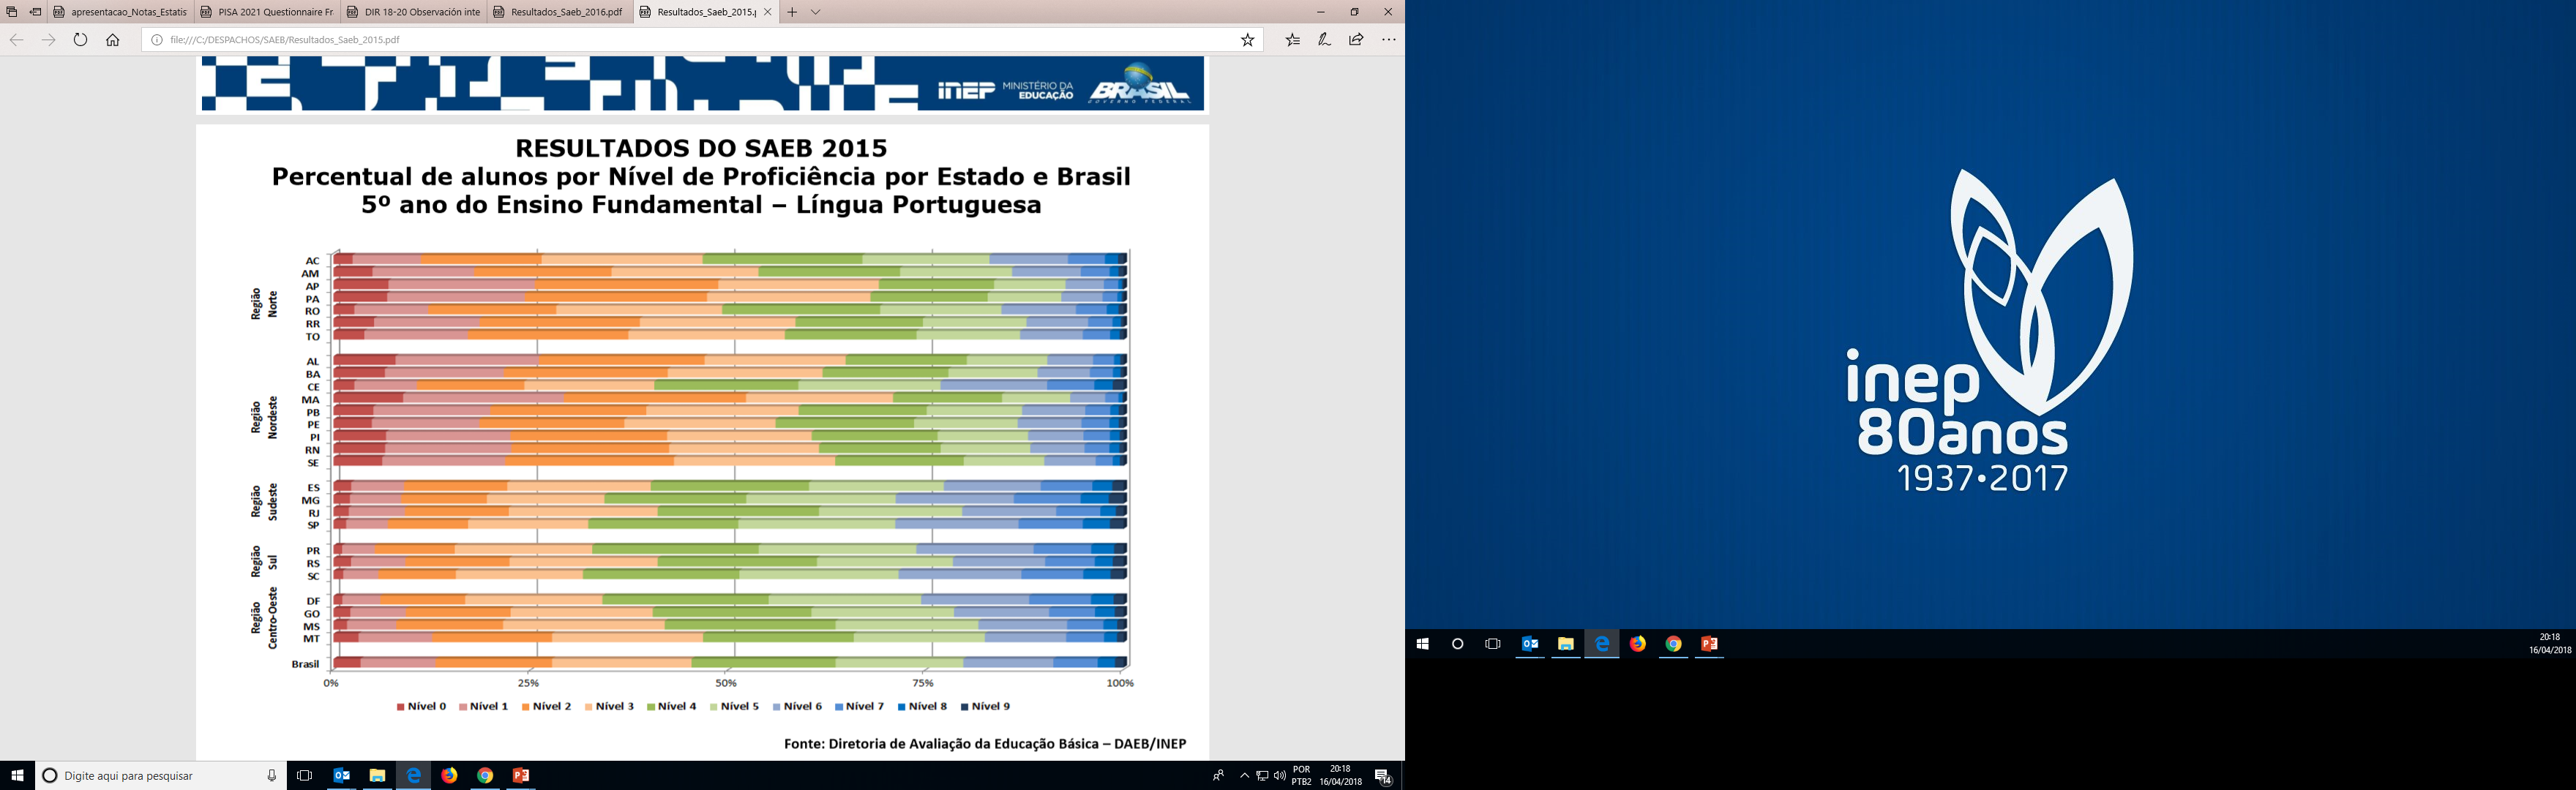 apresentacao_Notas_Estatis
PISA 2021 Questionnaire Fr
DIR 18-20 Observación inte
Resultados_Saeb_2016.pdf
Resultados_Saeb_2015.p
file:///C:/DESPACHOS/SAEB/Resultados_Saeb_2015.pdf
inep MINISTÉRIO DA EDUCAÇÃO BRASIL
GOVERNO FEDERAL
RESULTADOS DO SAEB 2015
Percentual de alunos por Nível de Proficiência por Estado e Brasil
5º ano do Ensino Fundamental – Língua Portuguesa
Região Norte
AC
AM
AP
PA
RO
RR
TO
Região Nordeste
AL
BA
CE
MA
PB
PE
PI
RN
SE
Região Sudeste
ES
MG
RJ
SP
Região Sul
PR
RS
SC
Região Centro-Oeste
DF
GO
MS
MT
Brasil
0% 25% 50% 75% 100%
Nível 0 Nível 1 Nível 2 Nível 3 Nível 4 Nível 5 Nível 6 Nível 7 Nível 8 Nível 9
Fonte: Diretoria de Avaliação da Educação Básica – DAEB/INEP
Digite aqui para pesquisar
POR
PTB2
20:18
16/04/2018
14
inep
80anos
1937•2017
20:18
16/04/2018